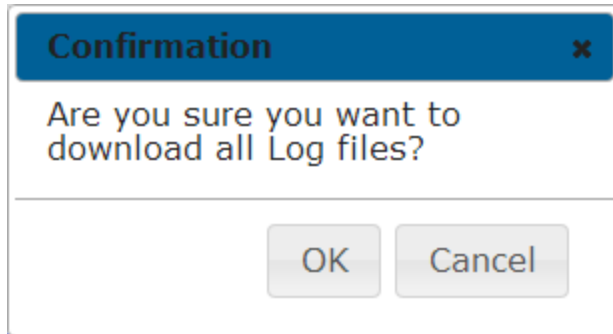 Confirmation
Are you sure you want to
download all Log files?
OK Cancel